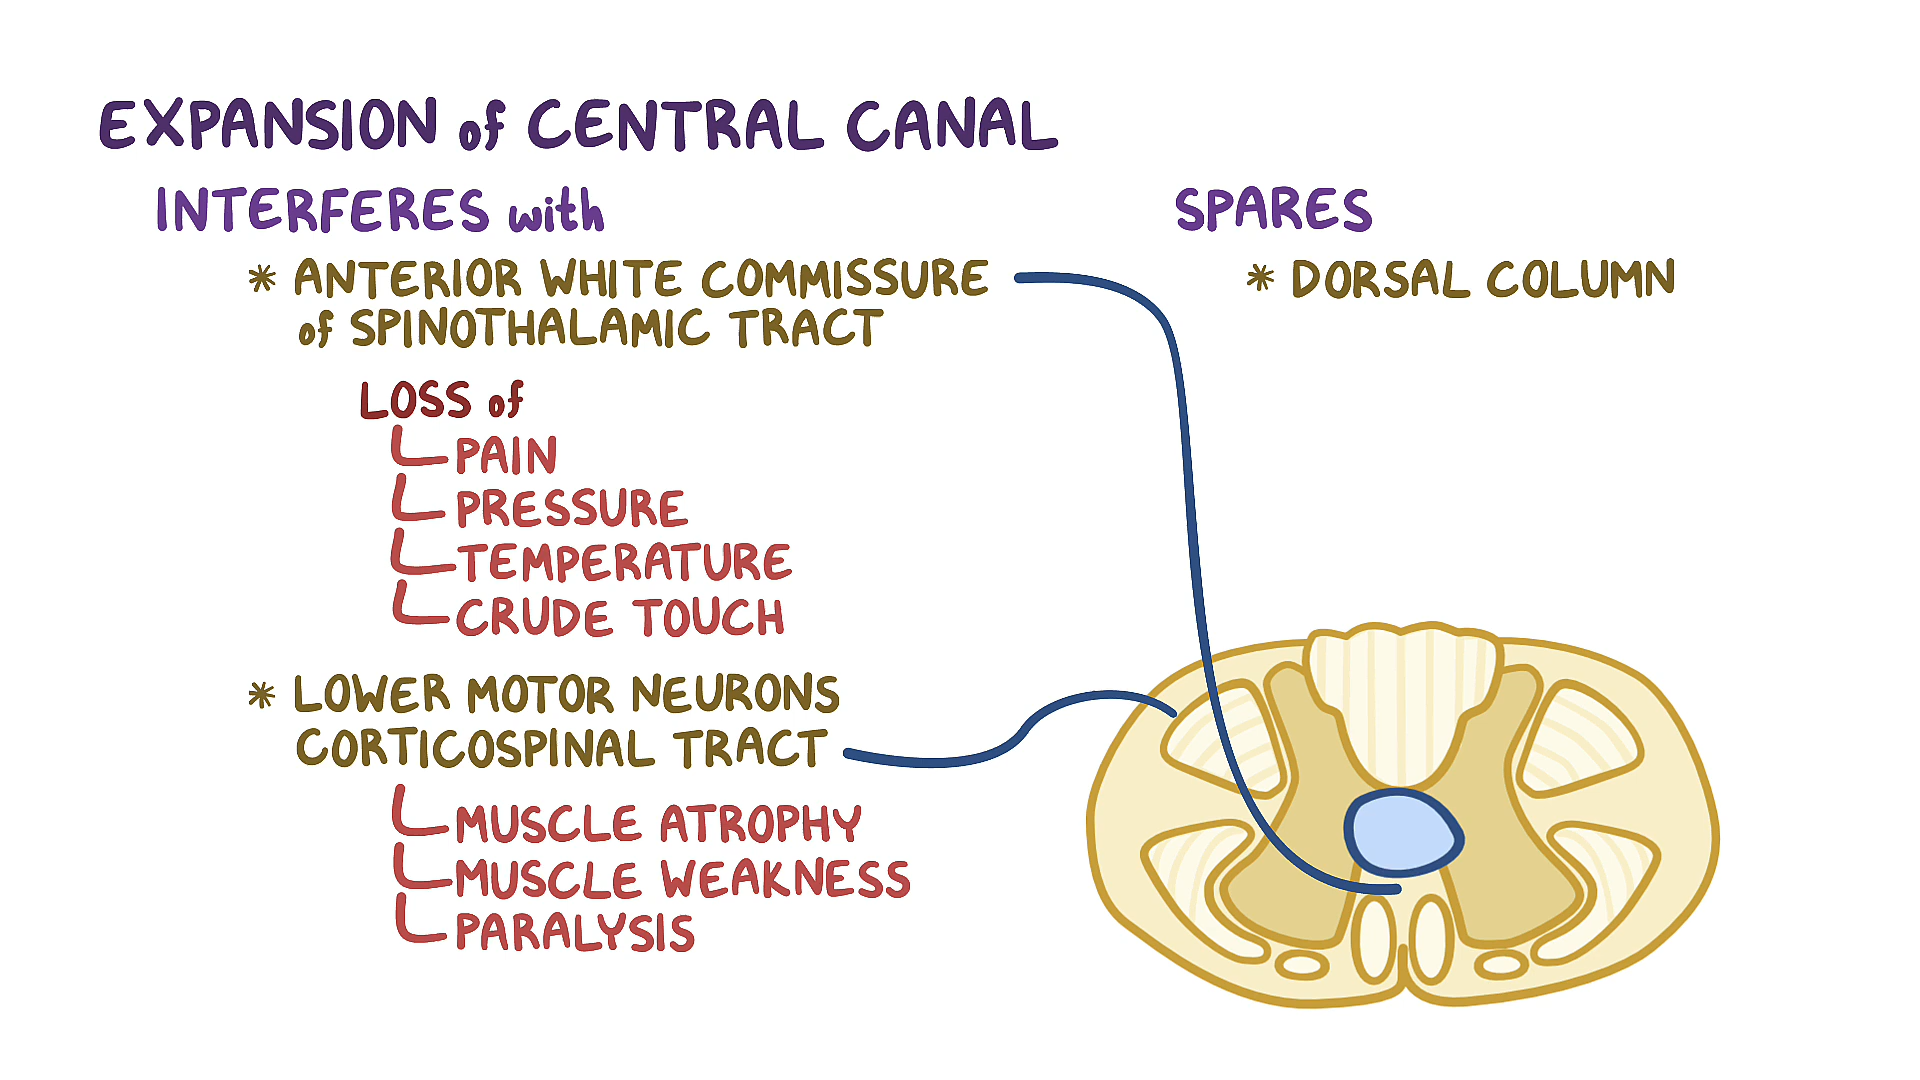 EXPANSION of CENTRAL CANAL
INTERFERES with
* ANTERIOR WHITE COMMISSURE
of SPINOTHALAMIC TRACT
LOSS of
PAIN
PRESSURE
TEMPERATURE
CRUDE TOUCH
* LOWER MOTOR NEURONS
CORTICOSPINAL TRACT
MUSCLE ATROPHY
MUSCLE WEAKNESS
PARALYSIS
SPARES
* DORSAL COLUMN